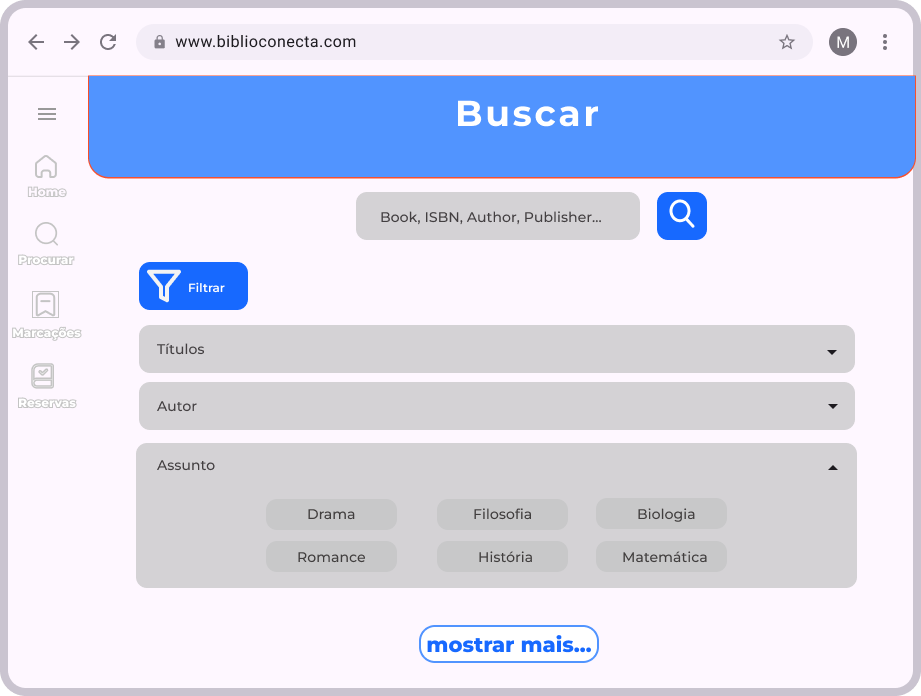 www.biblioconecta.com
M
Buscar
Home
Procurar
Marcações
Reservas
Book, ISBN, Author, Publisher...
Filtrar
Títulos
Autor
Assunto
Drama
Filosofia
Biologia
Romance
História
Matemática
mostrar mais...